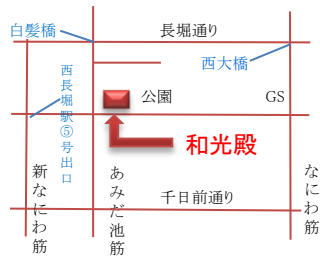 白髪橋
長堀通り
西大橋
西長堀駅⑤号出口
公園
GS
和光殿
新なにわ筋
あみだ池筋
千日前通り
なにわ筋